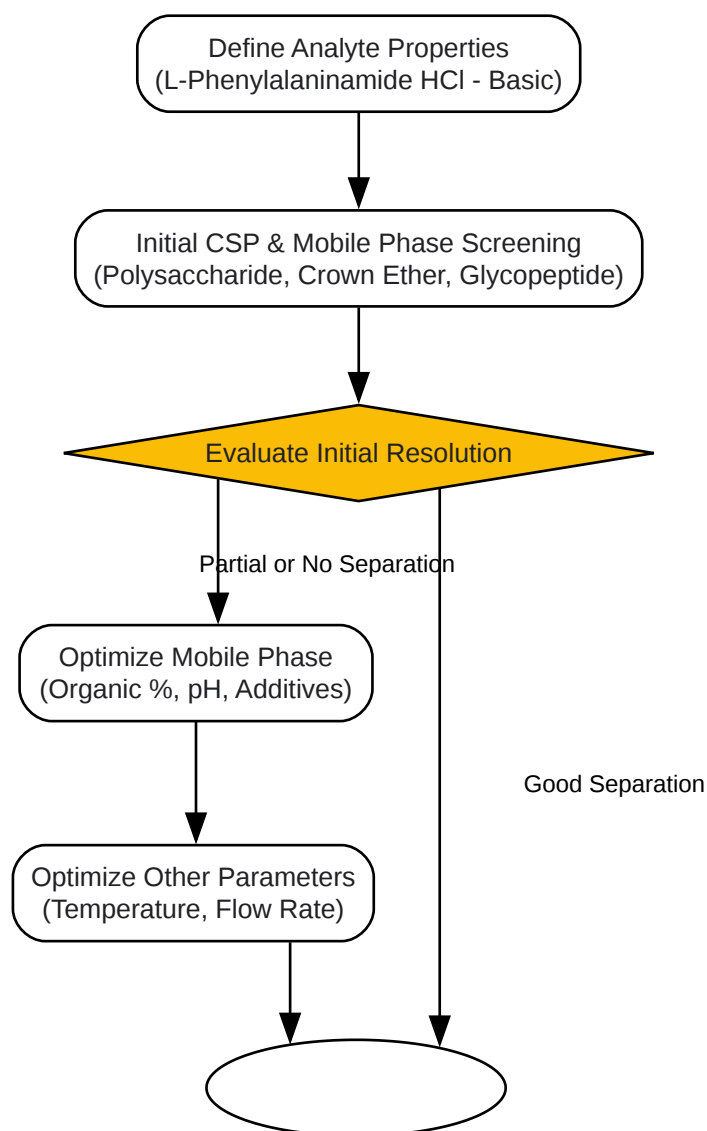 Define Analyte Properties
(L-Phenylalaninamide HCl - Basic)
Initial CSP & Mobile Phase Screening
(Polysaccharide, Crown Ether, Glycopeptide)
Evaluate Initial Resolution
Partial or No Separation
Optimize Mobile Phase
(Organic %, pH, Additives)
Good Separation
Optimize Other Parameters
(Temperature, Flow Rate)